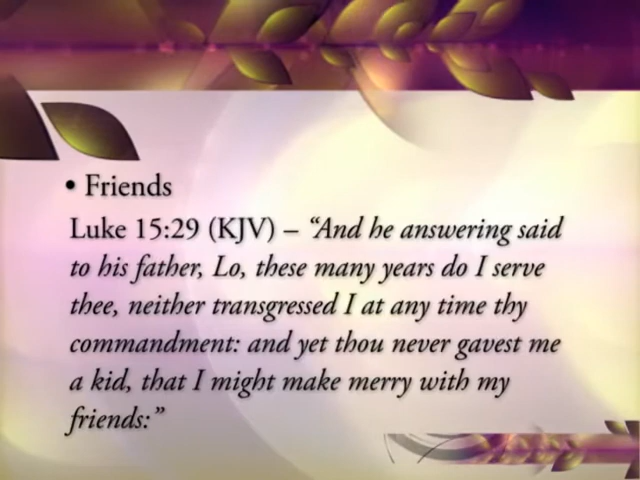 • Friends
Luke 15:29 (KJV) – “And he answering said
to his father, Lo, these many years do I serve
thee, neither transgressed I at any time thy
commandment: and yet thou never gavest me
a kid, that I might make merry with my
friends:”